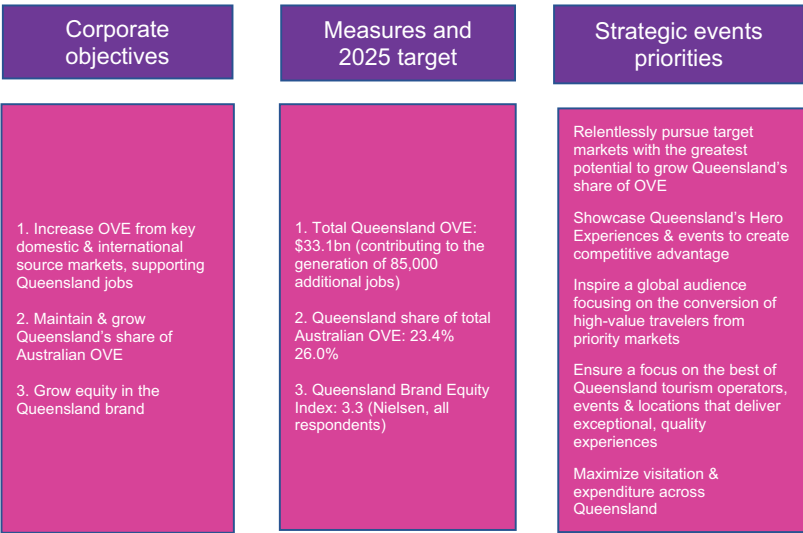 Corporate
objectives
Measures and
2025 target
Strategic events
priorities
1. Increase OVE from key
domestic & international
source markets, supporting
Queensland jobs
2. Maintain & grow
Queensland's share of
Australian OVE
3. Grow equity in the
Queensland brand
1. Total Queensland OVE:
$33.1bn (contributing to the
generation of 85,000
additional jobs)
2. Queensland share of total
Australian OVE: 23.4%
26.0%
3. Queensland Brand Equity
Index: 3.3 (Nielsen, all
respondents)
Relentlessly pursue target
markets with the greatest
potential to grow Queensland's
share of OVE
Showcase Queensland's Hero
Experiences & events to create
competitive advantage
Inspire a global audience
focusing on the conversion of
high-value travelers from
priority markets
Ensure a focus on the best of
Queensland tourism operators,
events & locations that deliver
exceptional, quality
experiences
Maximize visitation &
expenditure across
Queensland